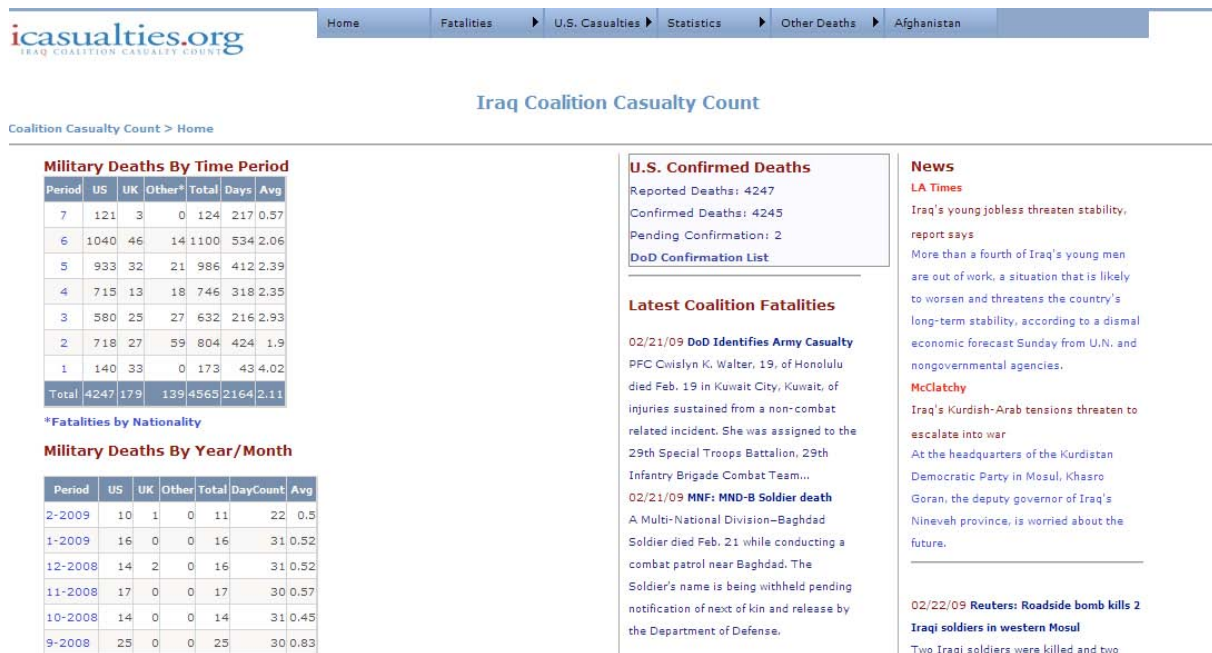 Home Fatalities U.S. Casualties Statistics Other Deaths Afghanistan
icasualties.org
IRAQ COALITION CASUALTY COUNT
Iraq Coalition Casualty Count
Coalition Casualty Count > Home
Military Deaths By Time Period
Period US UK Other* Total Days Avg
7 121 3 0 124 217 0.57
6 1040 46 14 1100 534 2.06
5 933 32 21 986 412 2.39
4 715 13 18 746 318 2.35
3 580 25 27 632 216 2.93
2 718 27 59 804 424 1.9
1 140 33 0 173 43 4.02
Total 4247 179 139 4565 2164 2.11
*Fatalities by Nationality
Military Deaths By Year/Month
Period US UK Other Total DayCount Avg
2-2009 10 1 0 11 22 0.5
1-2009 16 0 0 16 31 0.52
12-2008 14 2 0 16 31 0.52
11-2008 17 0 0 17 30 0.57
10-2008 14 0 0 14 31 0.45
9-2008 25 0 0 25 30 0.83
U.S. Confirmed Deaths
Reported Deaths: 4247
Confirmed Deaths: 4245
Pending Confirmation: 2
DoD Confirmation List
Latest Coalition Fatalities
02/21/09 DoD Identifies Army Casualty
PFC Cwislyn K. Walter, 19, of Honolulu
died Feb. 19 in Kuwait City, Kuwait, of
injuries sustained from a non-combat
related incident. She was assigned to the
29th Special Troops Battalion, 29th
Infantry Brigade Combat Team...
02/21/09 MNF: MND-B Soldier death
A Multi-National Division–Baghdad
Soldier died Feb. 21 while conducting a
combat patrol near Baghdad. The
Soldier's name is being withheld pending
notification of next of kin and release by
the Department of Defense.
News
LA Times
Iraq's young jobless threaten stability,
report says
More than a fourth of Iraq's young men
are out of work, a situation that is likely
to worsen and threatens the country's
long-term stability, according to a dismal
economic forecast Sunday from U.N. and
nongovernmental agencies.
McClatchy
Iraq's Kurdish-Arab tensions threaten to
escalate into war
At the headquarters of the Kurdistan
Democratic Party in Mosul, Khasro
Goran, the deputy governor of Iraq's
Nineveh province, is worried about the
future.
02/22/09 Reuters: Roadside bomb kills 2
Iraqi soldiers in western Mosul
Two Iraqi soldiers were killed and two